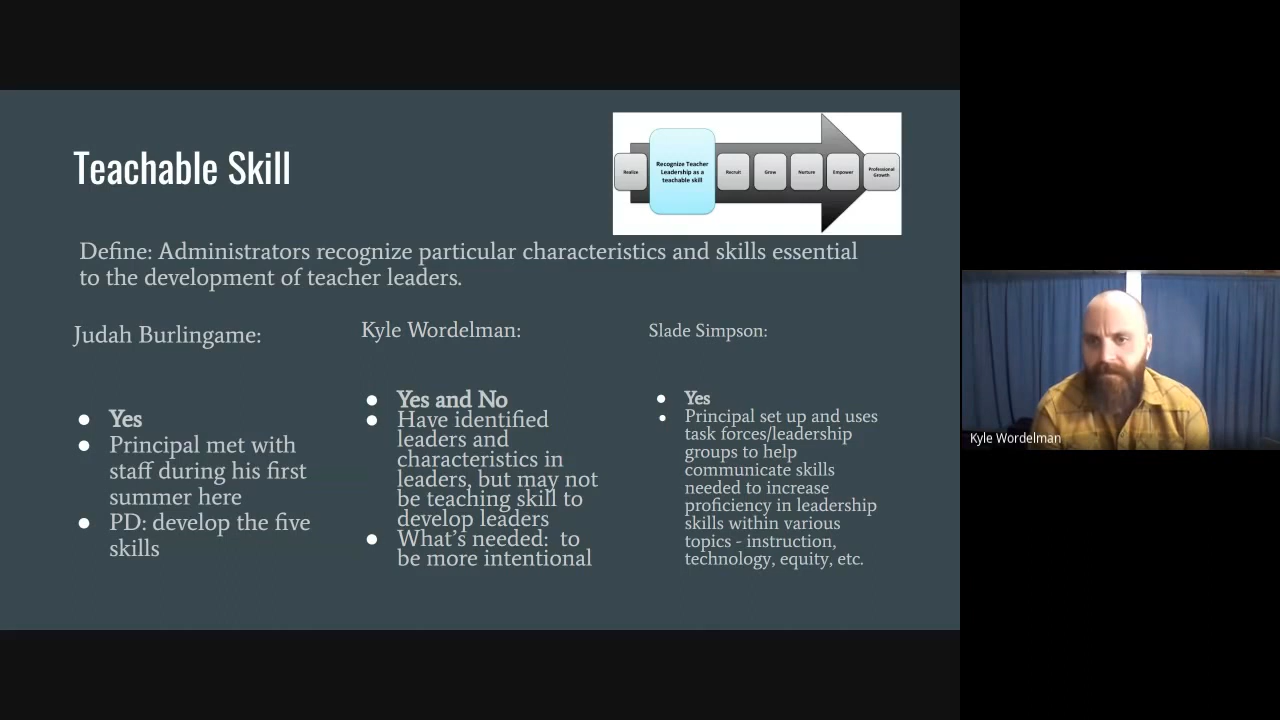 Teachable Skill
Realize
Recognize Teacher
Leadership as a
teachable skill
Recruit
Grow
Nurture
Empower
Professional
Growth
Define: Administrators recognize particular characteristics and skills essential
to the development of teacher leaders.
Judah Burlingame:
● Yes
● Principal met with
staff during his first
summer here
● PD: develop the five
skills
Kyle Wordelman:
● Yes and No
● Have identified
leaders and
characteristics in
leaders, but may not
be teaching skill to
develop leaders
● What's needed:  to
be more intentional
Slade Simpson:
● Yes
● Principal set up and uses
task forces/leadership
groups to help
communicate skills
needed to increase
proficiency in leadership
skills within various
topics - instruction,
technology, equity, etc.
Kyle Wordelman